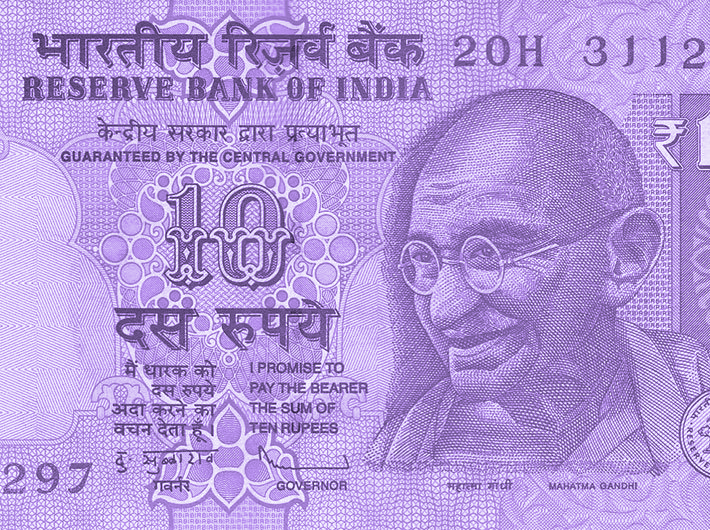 भारतीय रिज़र्व बैंक
20H 3112
RESERVE BANK OF INDIA
केन्द्रीय सरकार द्वारा प्रत्याभूत
GUARANTEED BY THE CENTRAL GOVERNMENT
₹1
10
दस रुपये
मैं धारक को
दस रुपये
अदा करने का
वचन देता हूँ।
I PROMISE TO
PAY THE BEARER
THE SUM OF
TEN RUPEES
297
गवर्नर
GOVERNOR
महात्मा गांधी
MAHATMA GANDHI